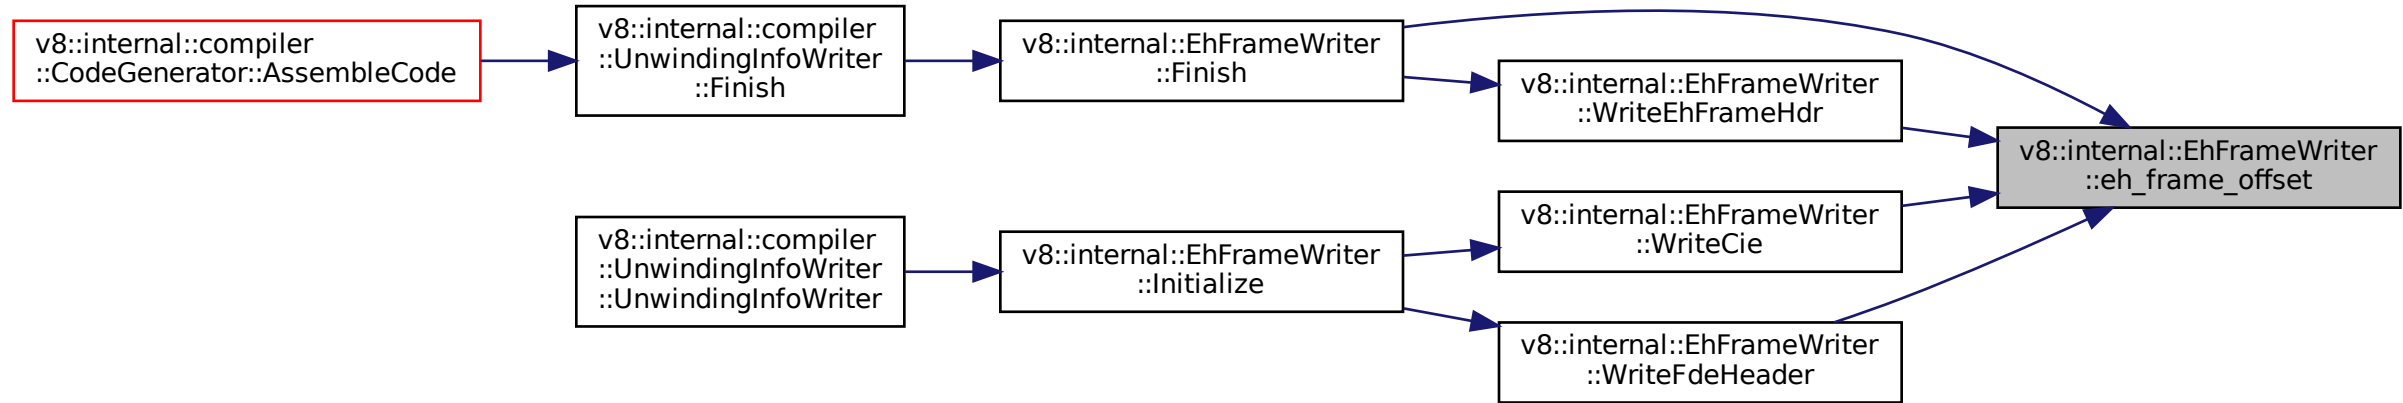 v8::internal::compiler
::CodeGenerator::AssembleCode
v8::internal::compiler
::UnwindingInfoWriter
::Finish
v8::internal::EhFrameWriter
::Finish
v8::internal::EhFrameWriter
::WriteEhFrameHdr
v8::internal::EhFrameWriter
::eh_frame_offset
v8::internal::compiler
::UnwindingInfoWriter
::UnwindingInfoWriter
v8::internal::EhFrameWriter
::Initialize
v8::internal::EhFrameWriter
::WriteCie
v8::internal::EhFrameWriter
::WriteFdeHeader